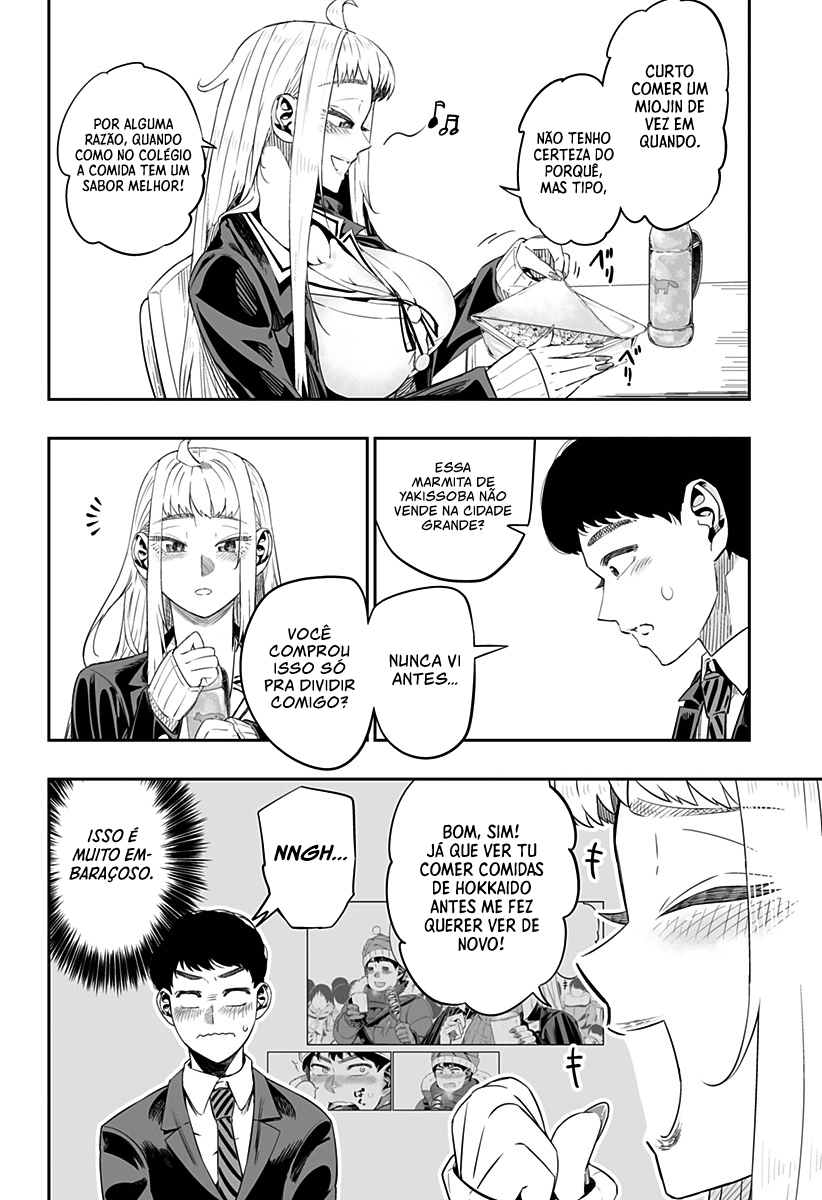 CURTO
COMER UM
MIOJIN DE
VEZ EM
QUANDO.
NÃO TENHO
CERTEZA DO
PORQUÊ,
MAS TIPO,
POR ALGUMA
RAZÃO, QUANDO
COMO NO COLÉGIO
A COMIDA TEM UM
SABOR MELHOR!
ESSA
MARMITA DE
YAKISSOBA NÃO
VENDE NA CIDADE
GRANDE?
NUNCA VI
ANTES...
VOCÊ
COMPROU
ISSO SÓ
PRA DIVIDIR
COMIGO?
BOM, SIM!
JÁ QUE VER TU
COMER COMIDAS
DE HOKKAIDO
ANTES ME FEZ
QUERER VER DE
NOVO!
NNGH...
ISSO É
MUITO EM-
BARAÇOSO.